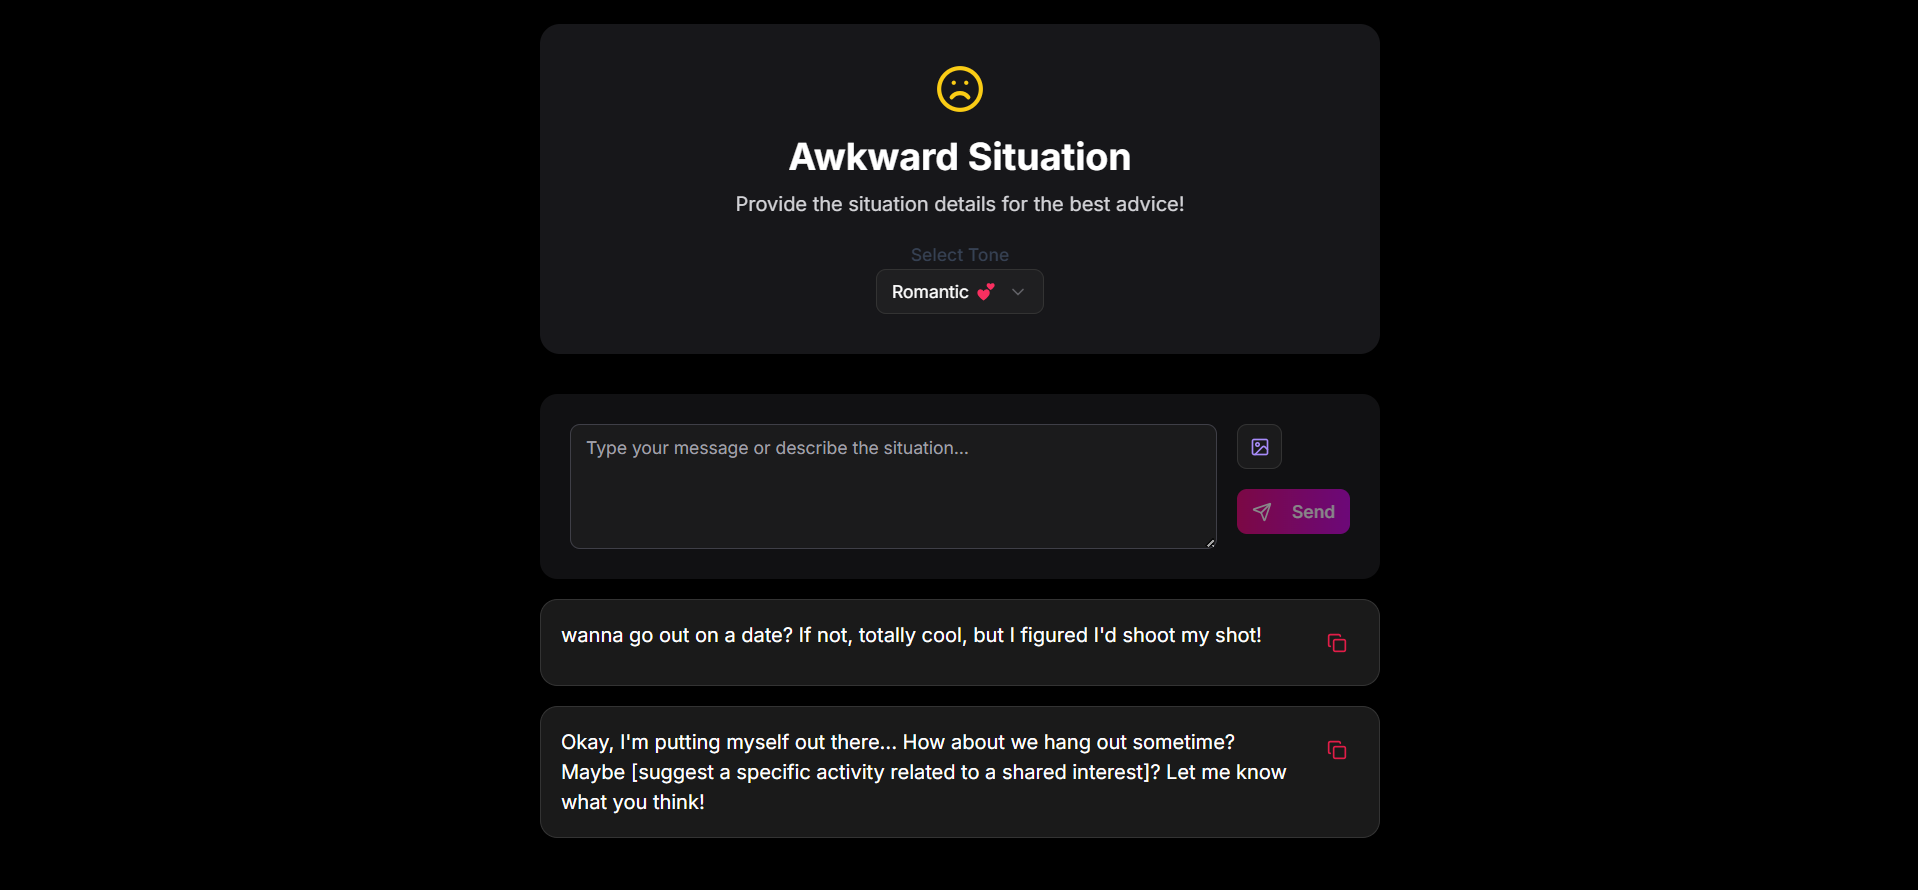 Awkward Situation
Provide the situation details for the best advice!
Select Tone
Romantic 💕
Type your message or describe the situation...
Send
wanna go out on a date? If not, totally cool, but I figured I'd shoot my shot!
Okay, I'm putting myself out there... How about we hang out sometime?
Maybe [suggest a specific activity related to a shared interest]? Let me know
what you think!